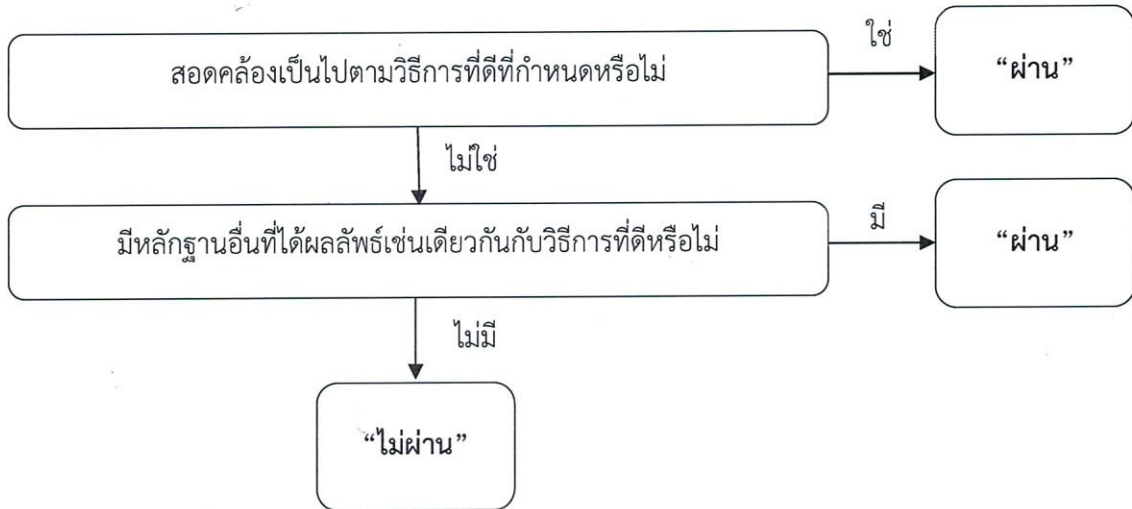 ใช่
สอดคล้องเป็นไปตามวิธีการที่ดีที่กำหนดหรือไม่
“ผ่าน”
ไม่ใช่
มีหลักฐานอื่นที่ได้ผลลัพธ์เช่นเดียวกันกับวิธีการที่ดีหรือไม่
มี
“ผ่าน”
ไม่มี
“ไม่ผ่าน”